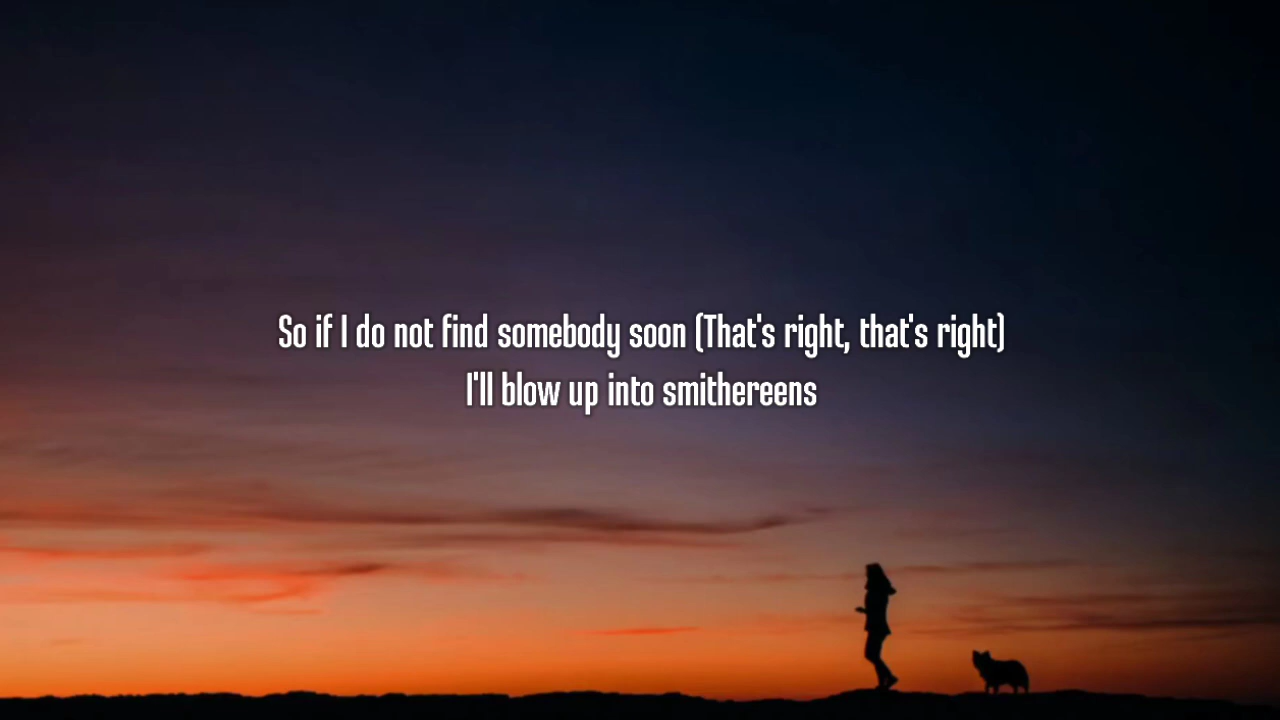 So if I do not find somebody soon (That's right, that's right)
I'll blow up into smithereens